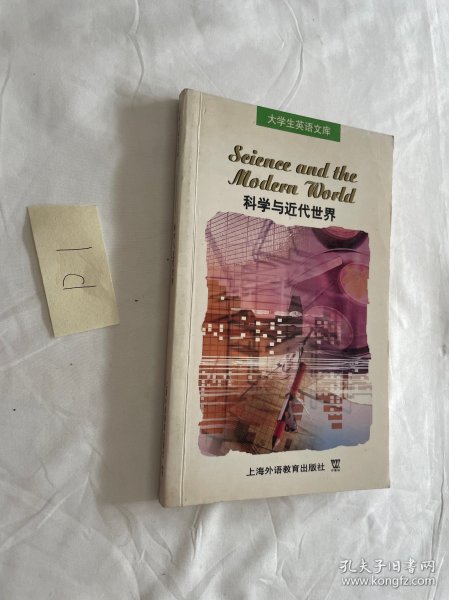 大学生英语文库
Science and the
Modern World
科学与近代世界
上海外语教育出版社
D1
孔夫子旧书网
www.kongfz.com